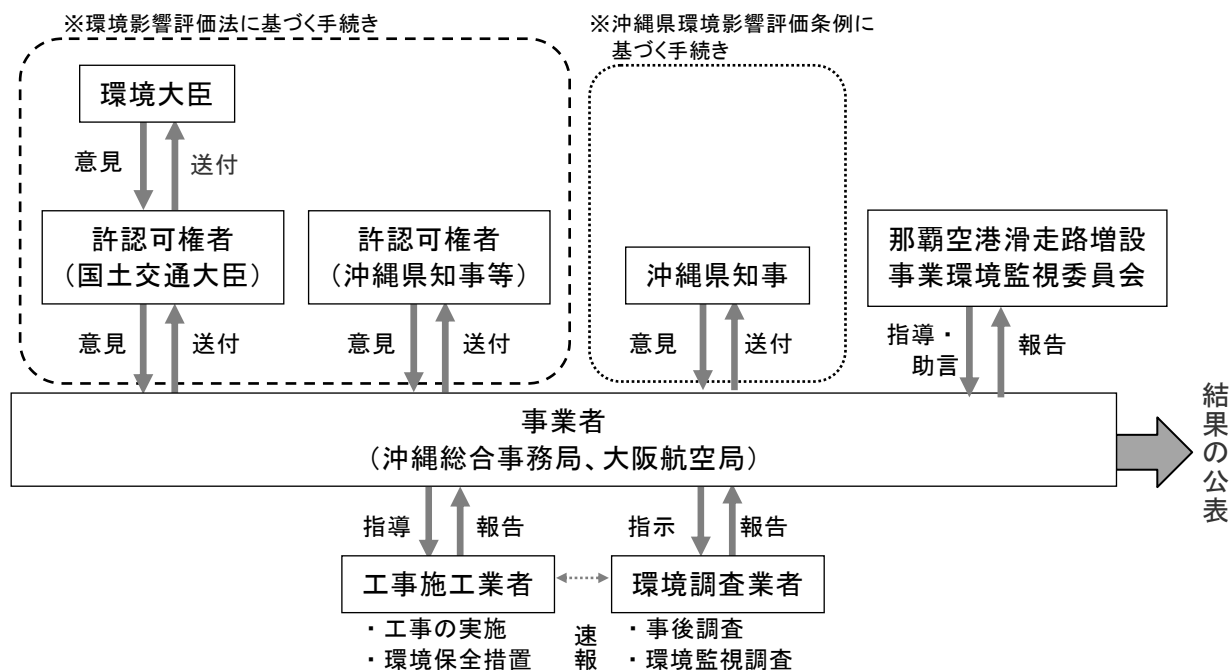 ※環境影響評価法に基づく手続き
※沖縄県環境影響評価条例に
基づく手続き
環境大臣
意見
送付
許認可権者
（国土交通大臣）
許認可権者
（沖縄県知事等）
沖縄県知事
那覇空港滑走路増設
事業環境監視委員会
意見
送付
意見
送付
意見
送付
指導・
助言
報告
事業者
（沖縄総合事務局、大阪航空局）
結果の公表
指導
報告
指示
報告
工事施工業者
環境調査業者
・工事の実施
・環境保全措置
速報
・事後調査
・環境監視調査